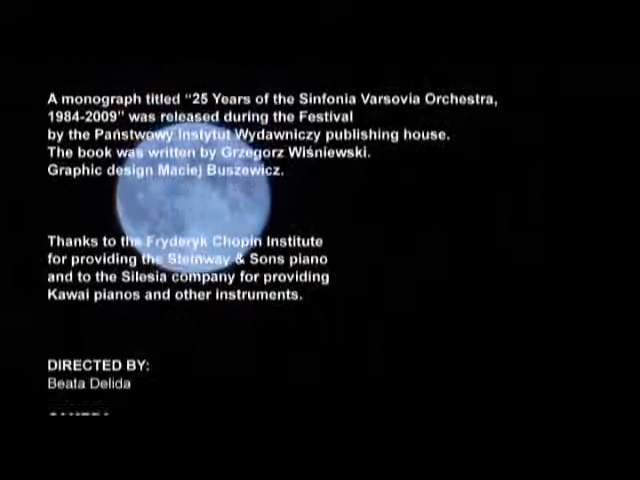 A monograph titled “25 Years of the Sinfonia Varsovia Orchestra,
1984-2009” was released during the Festival
by the Państwowy Instytut Wydawniczy publishing house.
The book was written by Grzegorz Wiśniewski.
Graphic design Maciej Buszewicz.
Thanks to the Fryderyk Chopin Institute
for providing the Steinway & Sons piano
and to the Silesia company for providing
Kawai pianos and other instruments.
DIRECTED BY:
Beata Delida